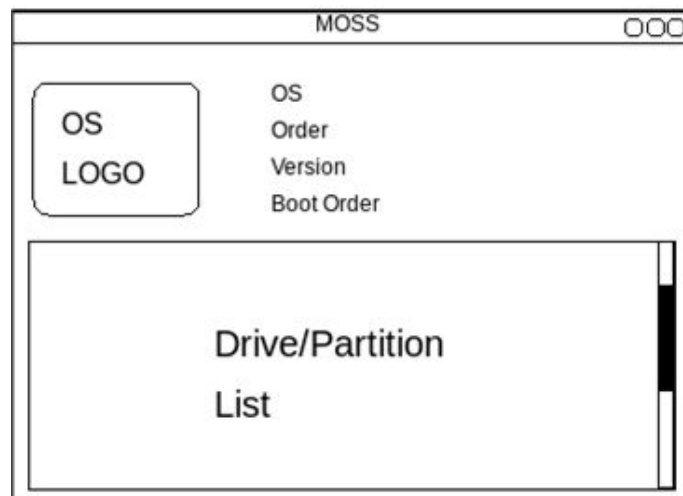 MOSS
OS
LOGO
OS
Order
Version
Boot Order
Drive/Partition
List